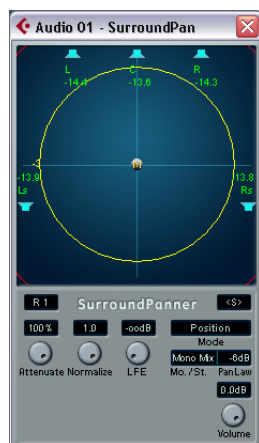 Audio 01 - SurroundPan
L C R
-14.4 -13.6 -14.3
-3
-13.9 13.8
Ls Rs
R 1 SurroundPanner <S>
100% 1.0 -oodB Position
Mode
Attenuate Normalize LFE Mono Mix -6dB
Mo./St. PanLaw
0.0dB
Volume